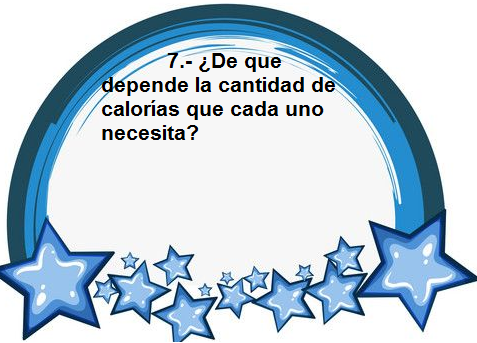 7.- ¿De que
depende la cantidad de
calorías que cada uno
necesita?